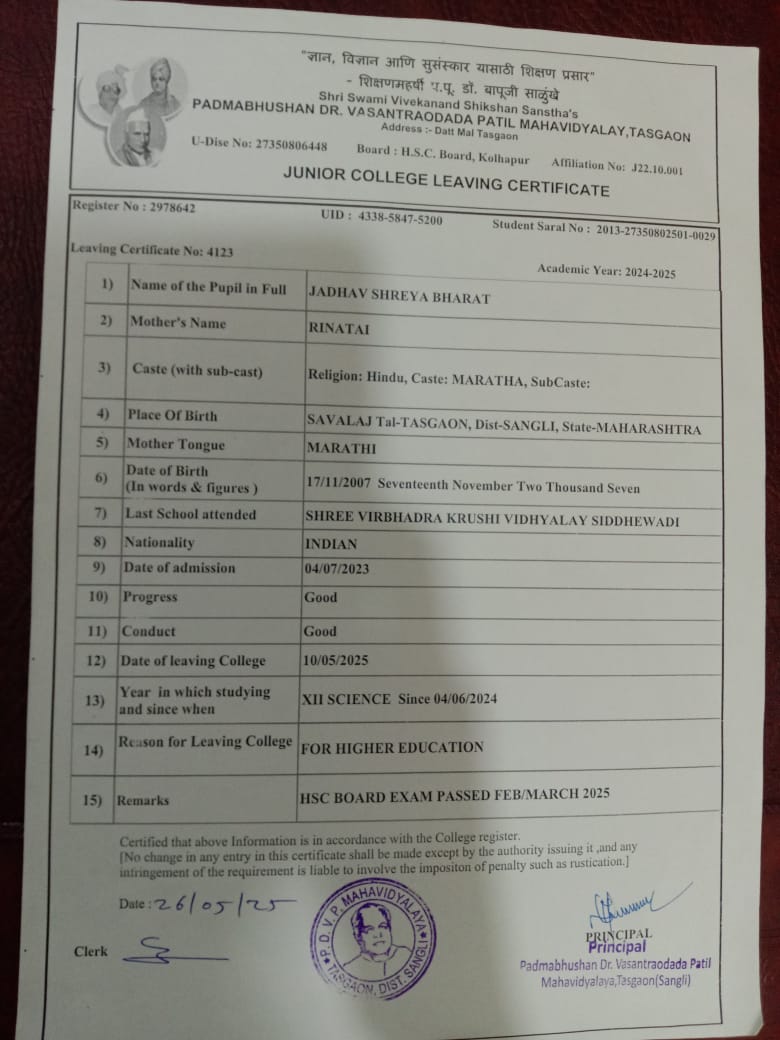 "ज्ञान, विज्ञान आणि सुसंस्कार यासाठी शिक्षण प्रसार"
- शिक्षणमहर्षी प.पू. डॉ. बापूजी साळुंखे
Shri Swami Vivekanand Shikshan Sanstha's
PADMABHUSHAN DR. VASANTRAODADA PATIL MAHAVIDYALAY,TASGAON
Address :- Datt Mal Tasgaon
U-Dise No: 27350806448 Board : H.S.C. Board, Kolhapur Affiliation No: J22.10.001
JUNIOR COLLEGE LEAVING CERTIFICATE
Register No : 2978642 UID : 4338-5847-5200 Student Saral No : 2013-27350802501-0029
Leaving Certificate No: 4123 Academic Year: 2024-2025
1) Name of the Pupil in Full JADHAV SHREYA BHARAT
2) Mother's Name RINATAI
3) Caste (with sub-cast) Religion: Hindu, Caste: MARATHA, SubCaste:
4) Place Of Birth SAVALAJ Tal-TASGAON, Dist-SANGLI, State-MAHARASHTRA
5) Mother Tongue MARATHI
6) Date of Birth
(In words & figures ) 17/11/2007 Seventeenth November Two Thousand Seven
7) Last School attended SHREE VIRBHADRA KRUSHI VIDHYALAY SIDDHEWADI
8) Nationality INDIAN
9) Date of admission 04/07/2023
10) Progress Good
11) Conduct Good
12) Date of leaving College 10/05/2025
13) Year in which studying
and since when XII SCIENCE Since 04/06/2024
14) Reason for Leaving College FOR HIGHER EDUCATION
15) Remarks HSC BOARD EXAM PASSED FEB/MARCH 2025
Certified that above Information is in accordance with the College register.
[No change in any entry in this certificate shall be made except by the authority issuing it ,and any
infringement of the requirement is liable to involve the impositon of penalty such as rustication.]
Date : 26/05/25
P.D.V.P. MAHAVIDYALAYA
TASGAON, DIST. SANGLI
Clerk
PRINCIPAL
Principal
Padmabhushan Dr. Vasantraodada Patil
Mahavidyalaya,Tasgaon(Sangli)